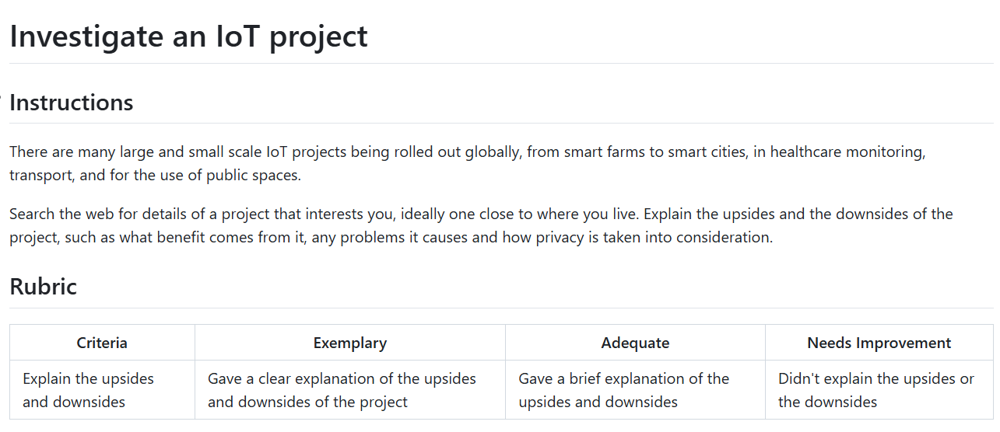 Investigate an IoT project
Instructions
There are many large and small scale IoT projects being rolled out globally, from smart farms to smart cities, in healthcare monitoring,
transport, and for the use of public spaces.
Search the web for details of a project that interests you, ideally one close to where you live. Explain the upsides and the downsides of the
project, such as what benefit comes from it, any problems it causes and how privacy is taken into consideration.
Rubric
Criteria Exemplary Adequate Needs Improvement
Explain the upsides Gave a clear explanation of the upsides Gave a brief explanation of the Didn't explain the upsides or
and downsides and downsides of the project upsides and downsides the downsides